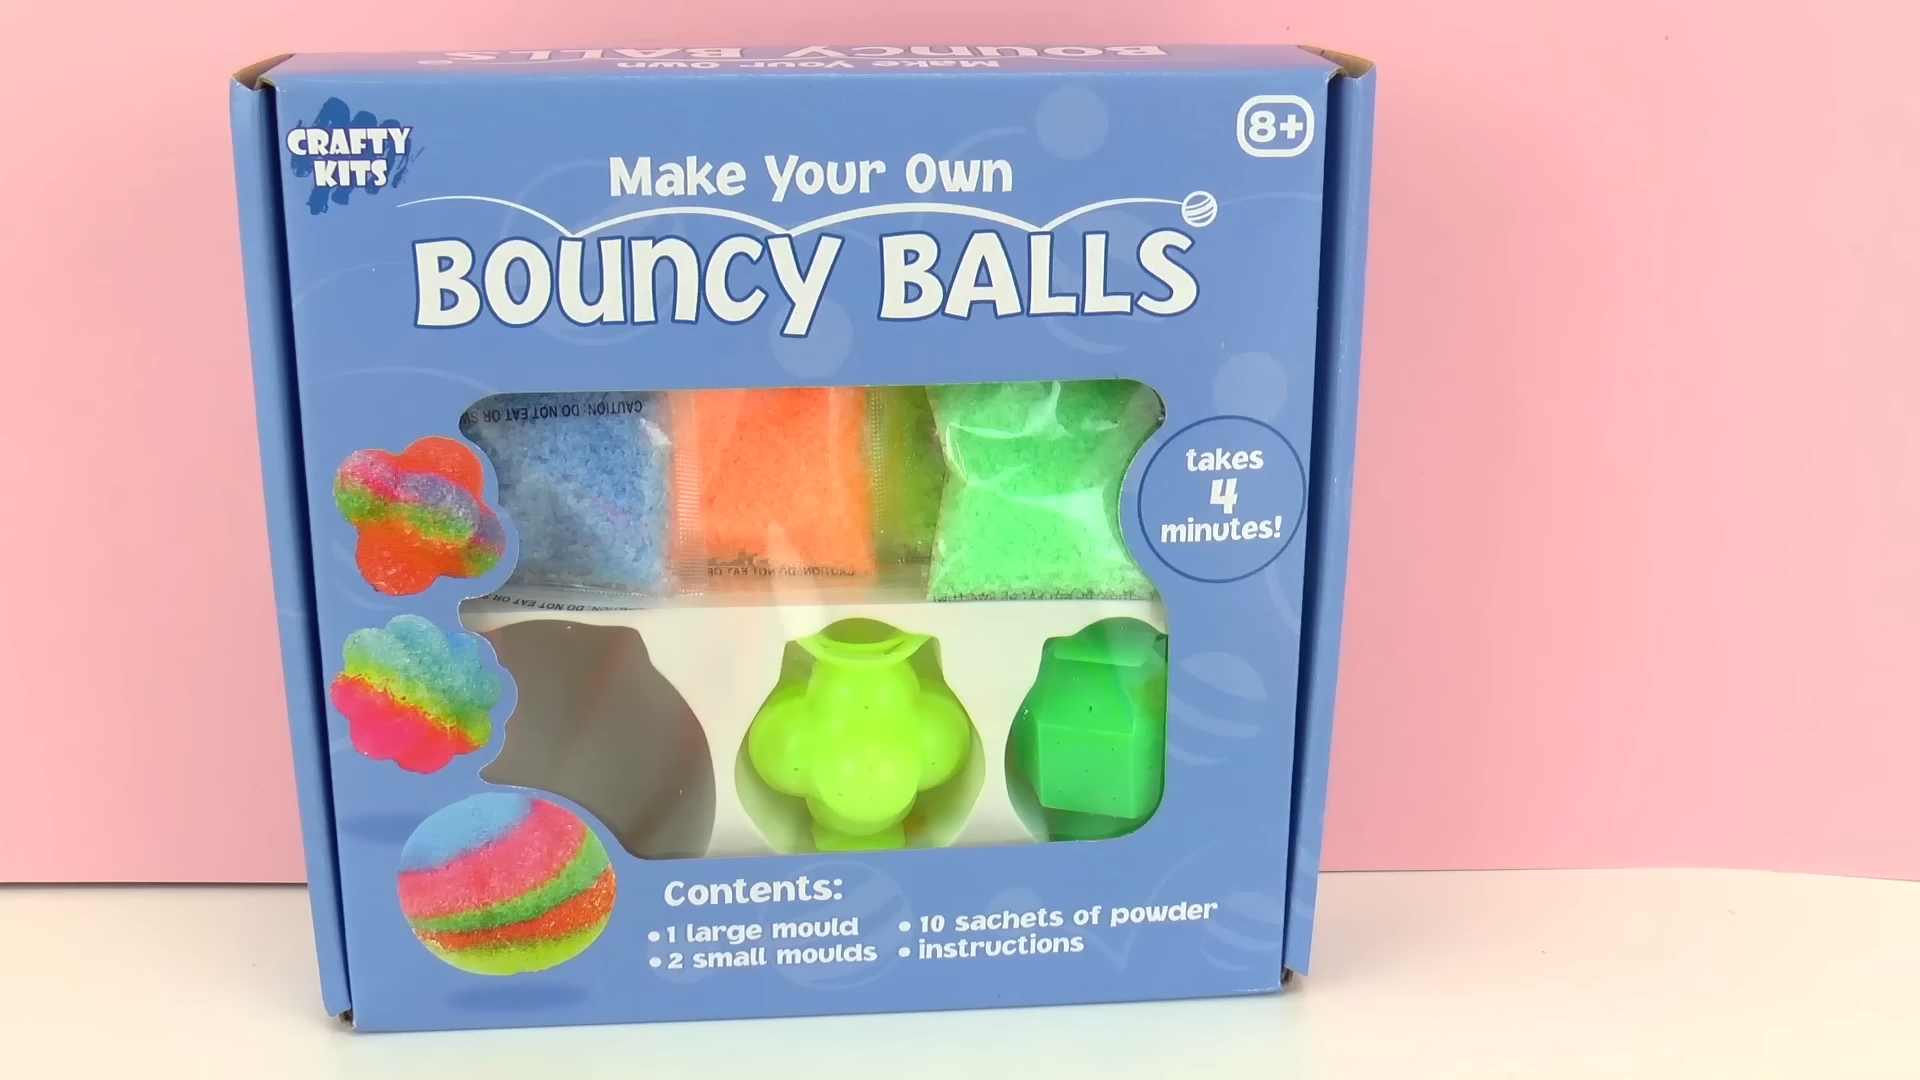 Make Your Own
BOUNCY BALLS
CRAFTY
KITS
8+
Make Your Own
BOUNCY BALLS
CAUTION: DO NOT EAT OR
takes
4
minutes!
CAUTION: DO NOT EAT OR
DO NOT EAT OR
Contents:
• 1 large mould
• 2 small moulds
• 10 sachets of powder
• instructions